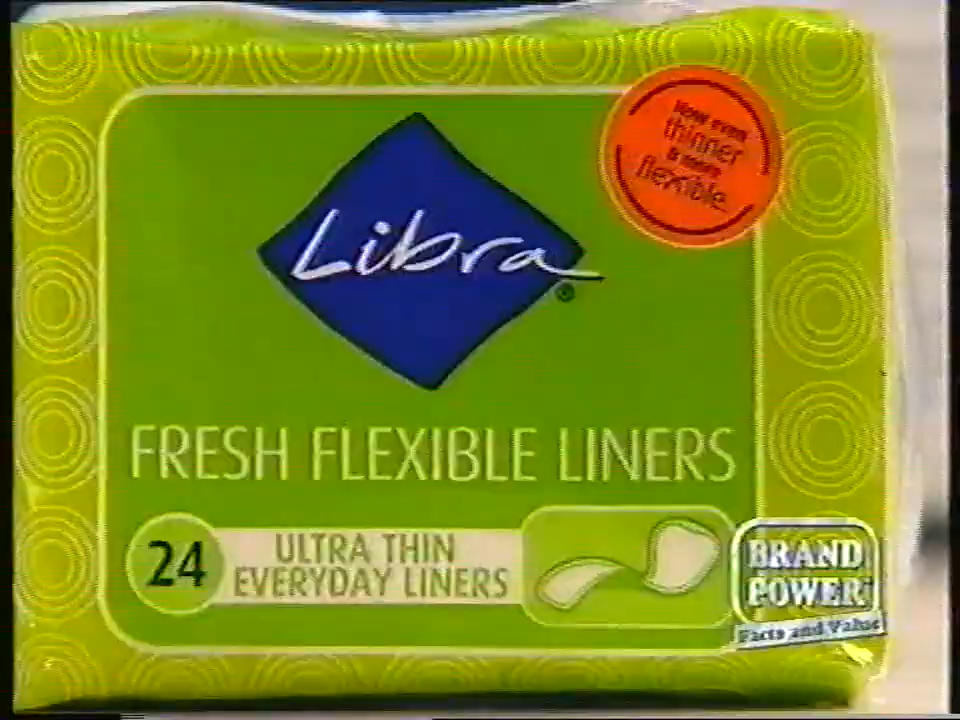 Now even
thinner
& more
flexible.
Libra
®
FRESH FLEXIBLE LINERS
24
ULTRA THIN
EVERYDAY LINERS
BRAND
POWER
Facts and Value